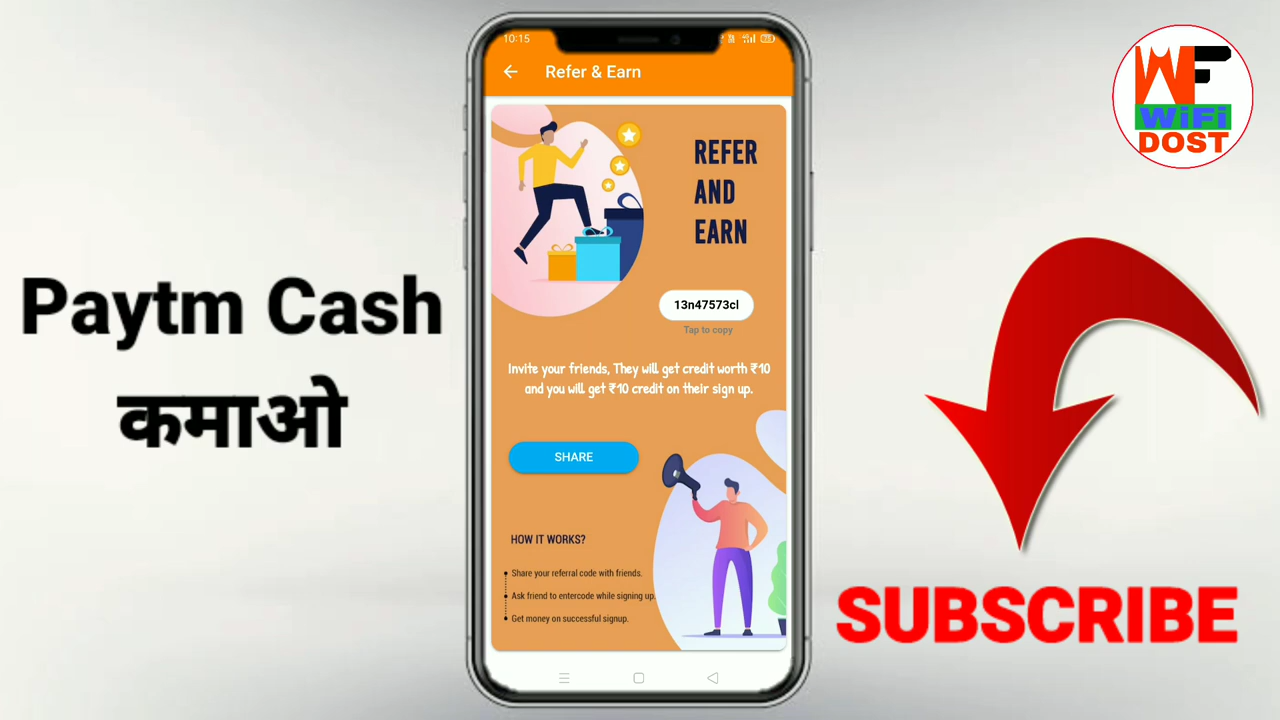 Paytm Cash
कमाओ
10:15
Refer & Earn
REFER
AND
EARN
13n47573cl
Tap to copy
Invite your friends, They will get credit worth ₹10
and you will get ₹10 credit on their sign up.
SHARE
HOW IT WORKS?
Share your referral code with friends.
Ask friend to entercode while signing up.
Get money on successful signup.
WF
WiFi
DOST
SUBSCRIBE